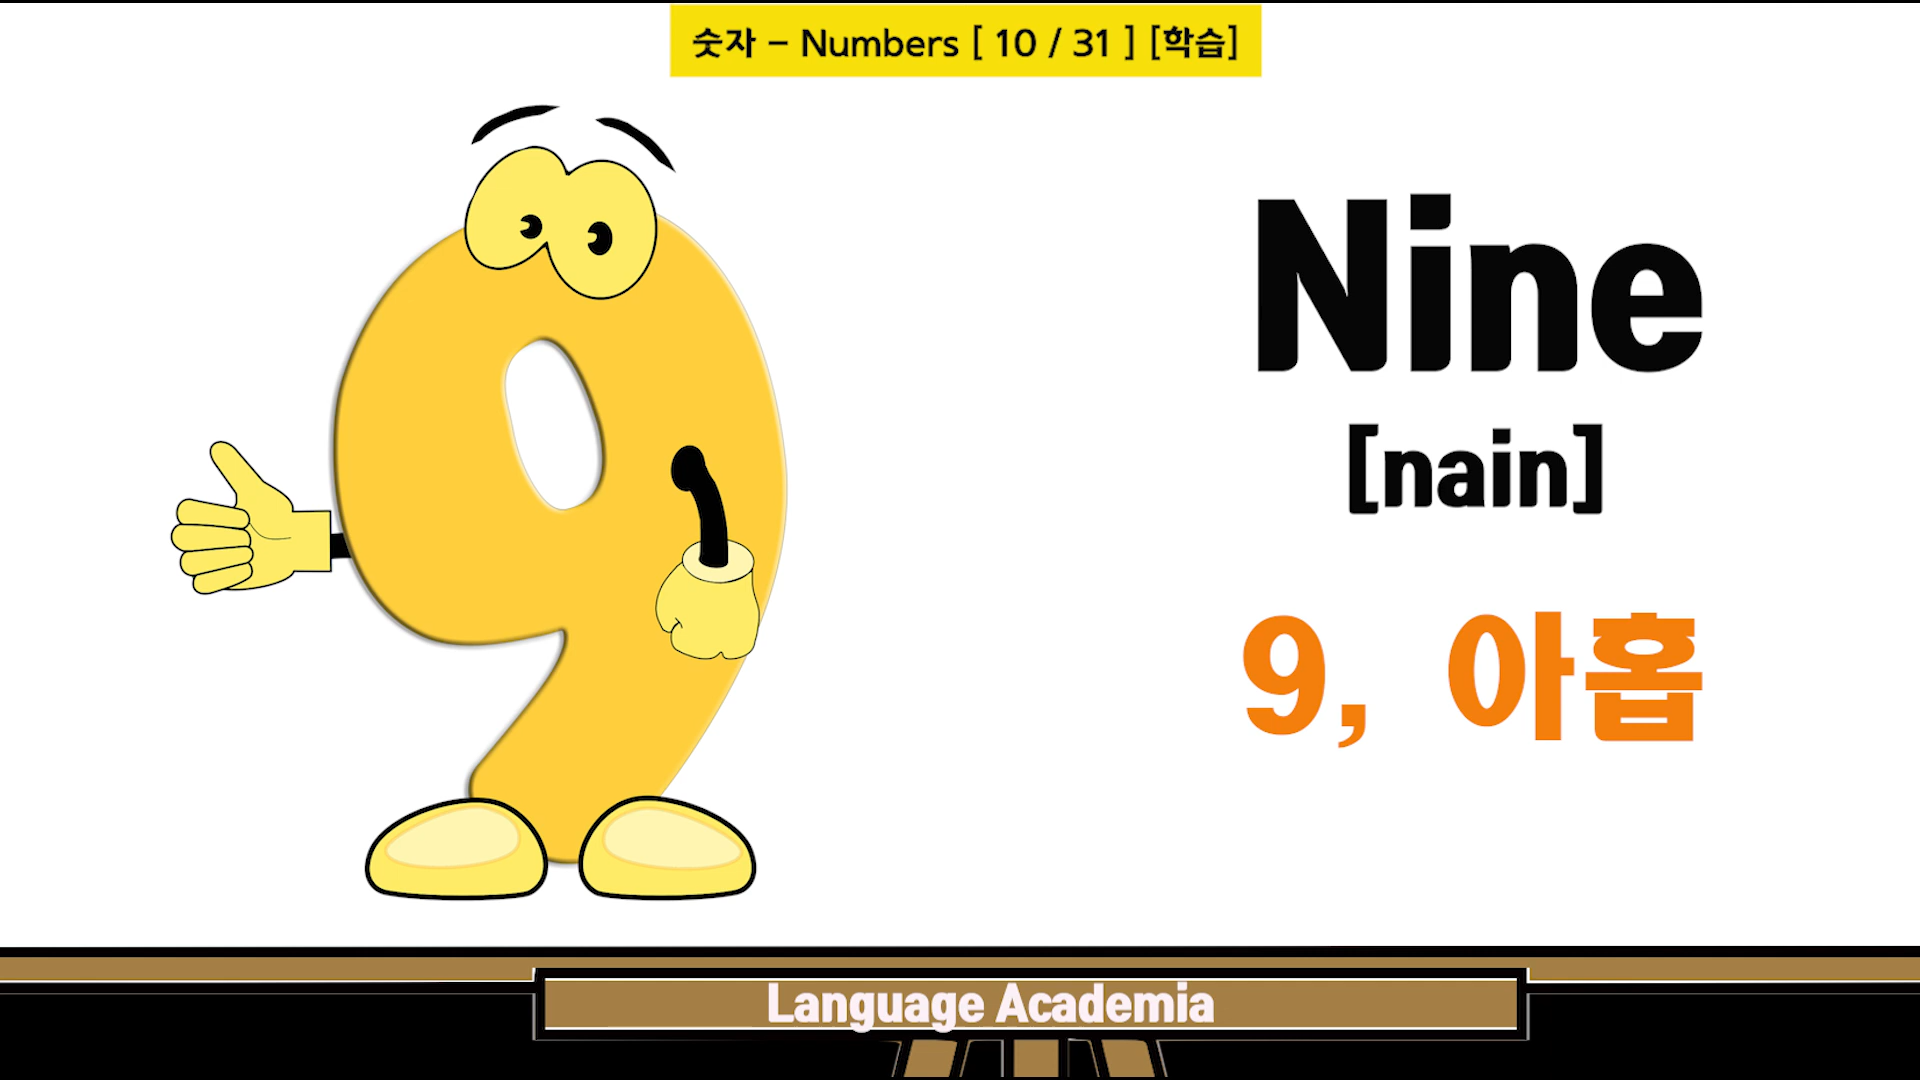 숫자 – Numbers [ 10 / 31 ] [학습]
Nine
[nain]
9, 아홉
Language Academia